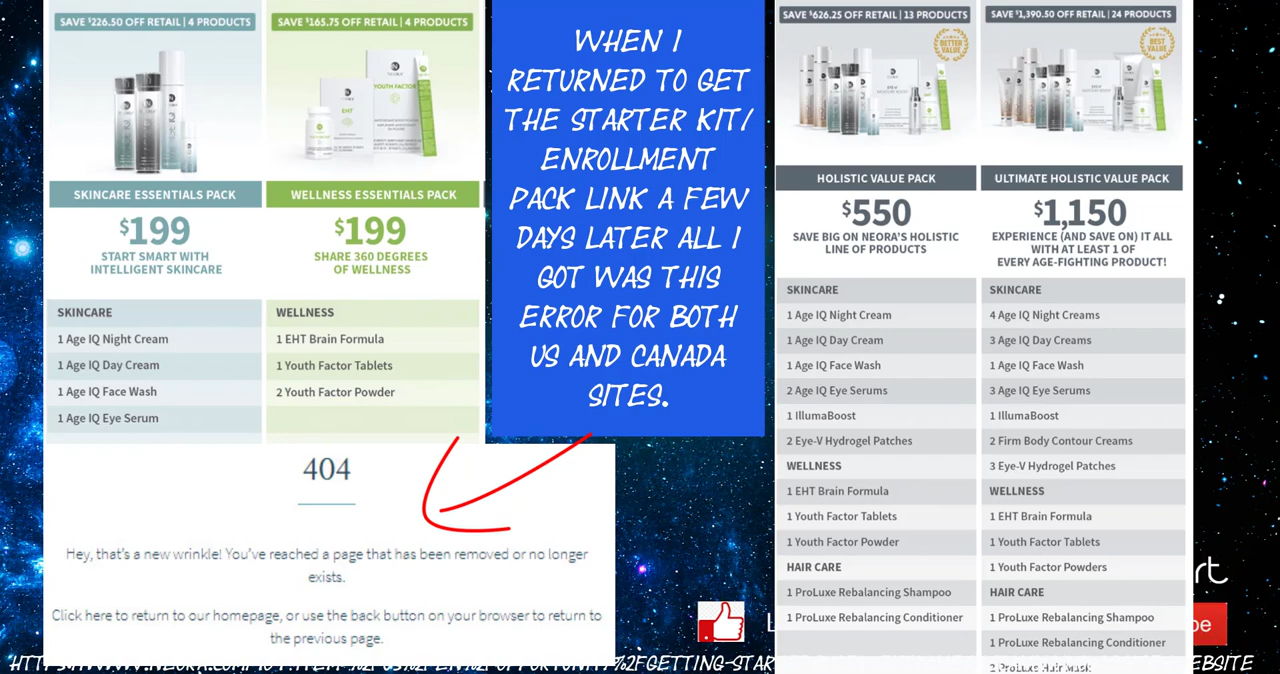 SAVE $226.50 OFF RETAIL | 4 PRODUCTS
SKINCARE ESSENTIALS PACK
$199
START SMART WITH
INTELLIGENT SKINCARE
SKINCARE
1 Age IQ Night Cream
1 Age IQ Day Cream
1 Age IQ Face Wash
1 Age IQ Eye Serum
SAVE $165.75 OFF RETAIL | 4 PRODUCTS
YOUTH FACTOR
EHT
WELLNESS ESSENTIALS PACK
$199
SHARE 360 DEGREES
OF WELLNESS
WELLNESS
1 EHT Brain Formula
1 Youth Factor Tablets
2 Youth Factor Powder
WHEN I
RETURNED TO GET
THE STARTER KIT/
ENROLLMENT
PACK LINK A FEW
DAYS LATER ALL I
GOT WAS THIS
ERROR FOR BOTH
US AND CANADA
SITES.
404
Hey, that's a new wrinkle! You've reached a page that has been removed or no longer
exists.
Click here to return to our homepage, or use the back button on your browser to return to
the previous page.
SAVE $626.25 OFF RETAIL | 13 PRODUCTS
BETTER
VALUE
HOLISTIC VALUE PACK
$550
SAVE BIG ON NEORA'S HOLISTIC
LINE OF PRODUCTS
SKINCARE
1 Age IQ Night Cream
1 Age IQ Day Cream
1 Age IQ Face Wash
2 Age IQ Eye Serums
1 IllumaBoost
2 Eye-V Hydrogel Patches
WELLNESS
1 EHT Brain Formula
1 Youth Factor Tablets
1 Youth Factor Powder
HAIR CARE
1 ProLuxe Rebalancing Shampoo
1 ProLuxe Rebalancing Conditioner
SAVE $1,390.50 OFF RETAIL | 24 PRODUCTS
BEST
VALUE
ULTIMATE HOLISTIC VALUE PACK
$1,150
EXPERIENCE (AND SAVE ON) IT ALL
WITH AT LEAST 1 OF
EVERY AGE-FIGHTING PRODUCT!
SKINCARE
4 Age IQ Night Creams
3 Age IQ Day Creams
1 Age IQ Face Wash
3 Age IQ Eye Serums
1 IllumaBoost
2 Firm Body Contour Creams
3 Eye-V Hydrogel Patches
WELLNESS
1 EHT Brain Formula
1 Youth Factor Tablets
1 Youth Factor Powders
HAIR CARE
1 ProLuxe Rebalancing Shampoo
1 ProLuxe Rebalancing Conditioner
2 ProLuxe Hair Mask
rt
be